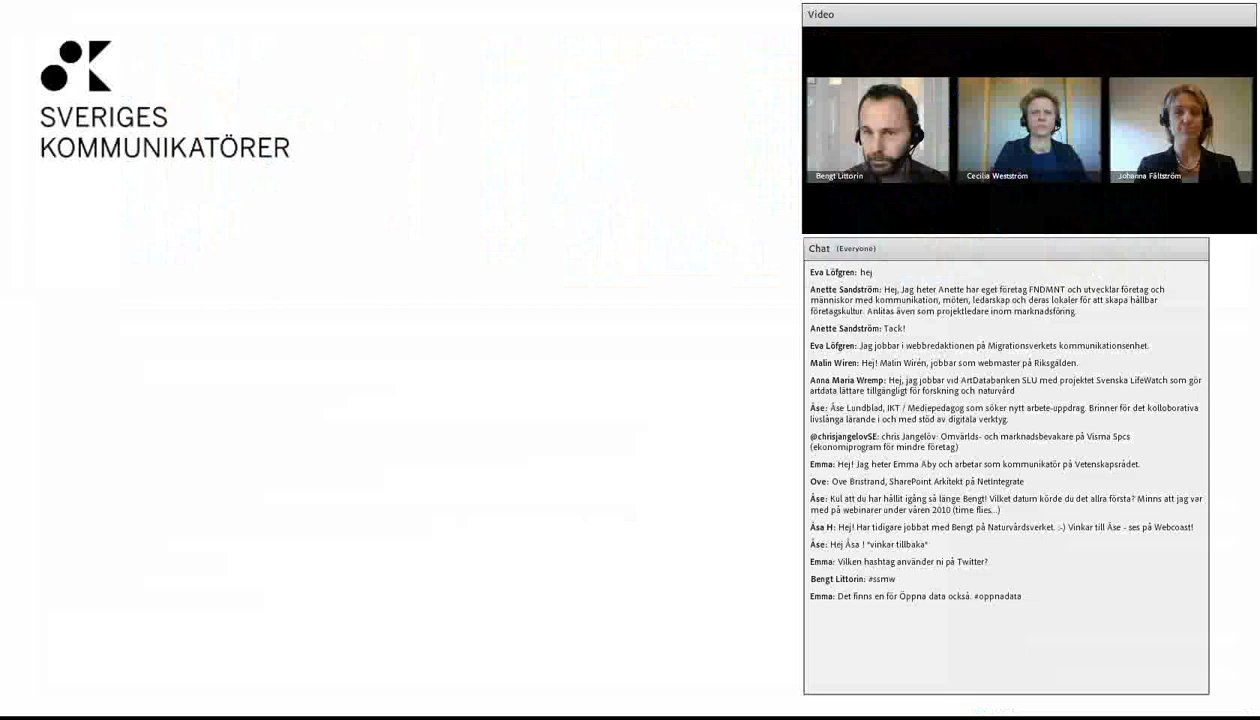 SVERIGES
KOMMUNIKATÖRER
Video
Bengt Littorin
Cecilia Westström
Johanna Fältström
Chat (Everyone)
Eva Löfgren: hej
Anette Sandström: Hej, Jag heter Anette har eget företag FNDMNT och utvecklar företag och
människor med kommunikation, möten, ledarskap och deras lokaler för att skapa hållbar
företagskultur. Anlitas även som projektledare inom marknadsföring.
Anette Sandström: Tack!
Eva Löfgren: Jag jobbar i webbredaktionen på Migrationsverkets kommunikationsenhet.
Malin Wiren: Hej! Malin Wirén, jobbar som webmaster på Riksgälden.
Anna Maria Wremp: Hej, jag jobbar vid ArtDatabanken SLU med projektet Svenska LifeWatch som gör
artdata lättare tillgängligt för forskning och naturvård
Åse: Åse Lundblad, IKT / Mediepedagog som söker nytt arbete-uppdrag. Brinner för det kolloborativa
livslånga lärande i och med stöd av digitala verktyg.
@chrisjangelovSE: chris Jangelöv: Omvärlds- och marknadsbevakare på Visma Spcs
(ekonomiprogram för mindre företag)
Emma: Hej! Jag heter Emma Aby och arbetar som kommunikatör på Vetenskapsrådet.
Ove: Ove Bristrand, SharePoint Arkitekt på NetIntegrate
Åse: Kul att du har hållit igång så länge Bengt! Vilket datum körde du det allra första? Minns att jag var
med på webinarer under våren 2010 (time flies...)
Åsa H: Hej! Har tidigare jobbat med Bengt på Naturvårdsverket. :-) Vinkar till Åse - ses på Webcoast!
Åse: Hej Åsa ! *vinkar tillbaka*
Emma: Vilken hashtag använder ni på Twitter?
Bengt Littorin: #ssmw
Emma: Det finns en för Öppna data också. #oppnadata